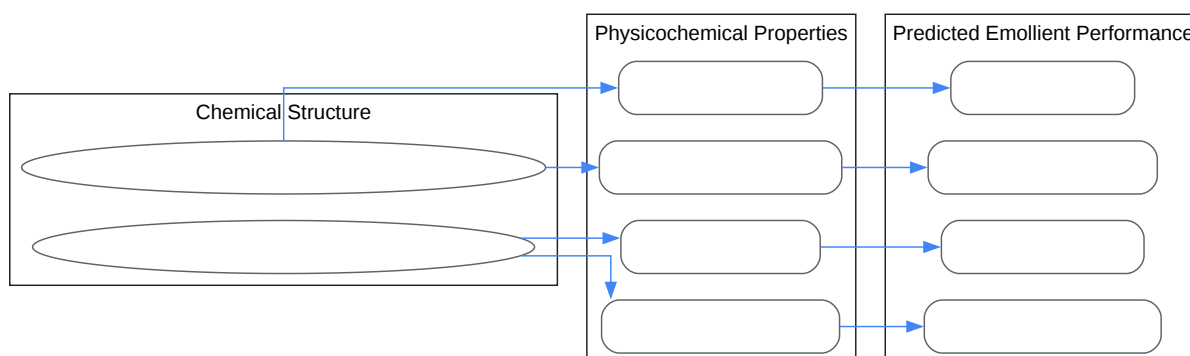 Physicochemical Properties
Predicted Emollient Performance
Chemical Structure